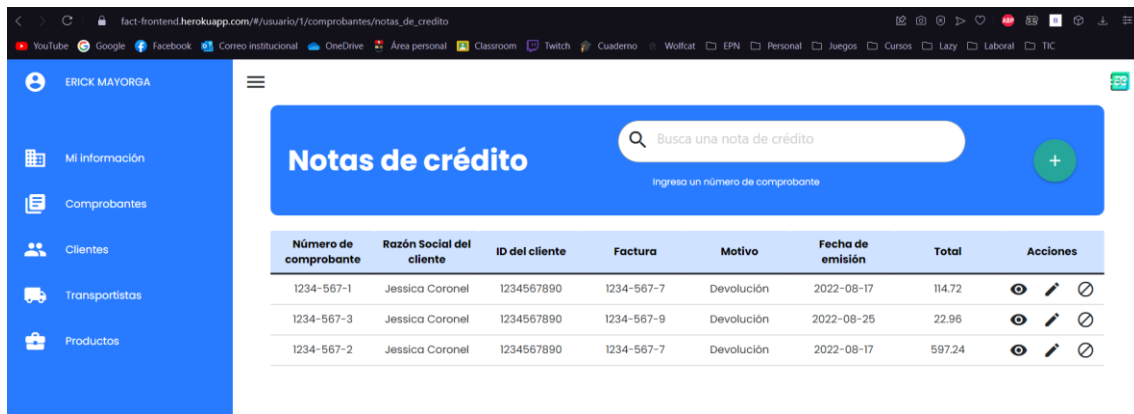 fact-frontend.herokuapp.com/#/usuario/1/comprobantes/notas_de_credito
YouTube Google Facebook Correo institucional OneDrive Área personal Classroom Twitch Cuaderno Wolfcat EPN Personal Juegos Cursos Lazy Laboral TIC
ERICK MAYORGA
Mi información
Comprobantes
Clientes
Transportistas
Productos
Notas de crédito
Busca una nota de crédito
Ingresa un número de comprobante
+
Número de comprobante Razón Social del cliente ID del cliente Factura Motivo Fecha de emisión Total Acciones
1234-567-1 Jessica Coronel 1234567890 1234-567-7 Devolución 2022-08-17 114.72
1234-567-3 Jessica Coronel 1234567890 1234-567-9 Devolución 2022-08-25 22.96
1234-567-2 Jessica Coronel 1234567890 1234-567-7 Devolución 2022-08-17 597.24